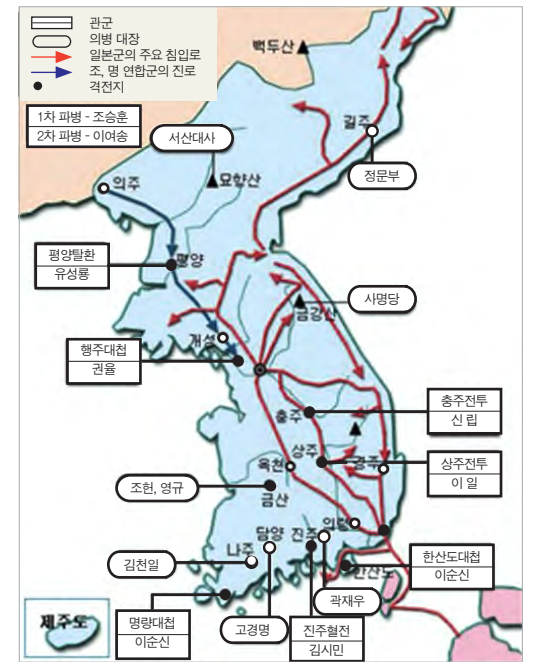 관군
의병 대장
일본군의 주요 침입로
조, 명 연합군의 진로
격전지
1차 파병 - 조승훈
2차 파병 - 이여송
백두산
서산대사
길주
정문부
의주
묘향산
평양탈환
유성룡
평양
사명당
금강산
개성
행주대첩
권율
충주전투
신 립
충주
상주
경주
상주전투
이 일
옥천
조헌, 영규
금산
의령
담양
진주
나주
김천일
한산도
한산도대첩
이순신
곽재우
제주도
명량대첩
이순신
고경명
진주혈전
김시민